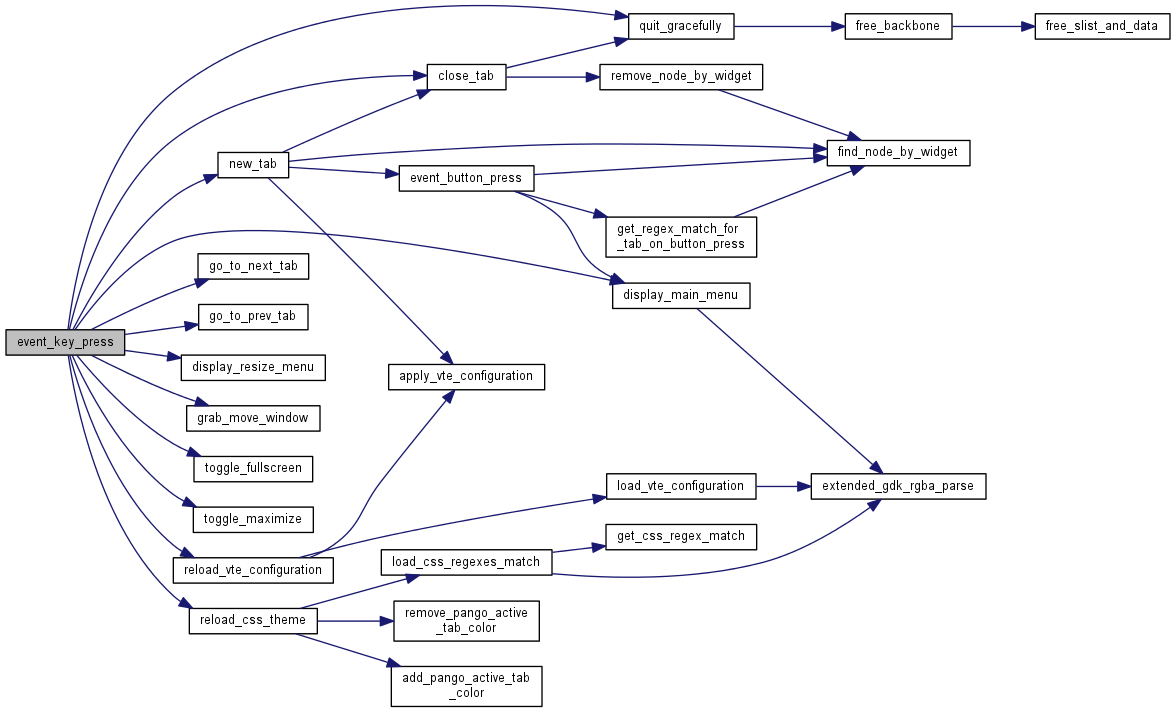 quit_gracefully
free_backbone
free_slist_and_data
close_tab
remove_node_by_widget
new_tab
find_node_by_widget
event_button_press
get_regex_match_for
_tab_on_button_press
go_to_next_tab
display_main_menu
go_to_prev_tab
event_key_press
display_resize_menu
apply_vte_configuration
grab_move_window
toggle_fullscreen
load_vte_configuration
extended_gdk_rgba_parse
toggle_maximize
get_css_regex_match
reload_vte_configuration
load_css_regexes_match
reload_css_theme
remove_pango_active
_tab_color
add_pango_active_tab
_color